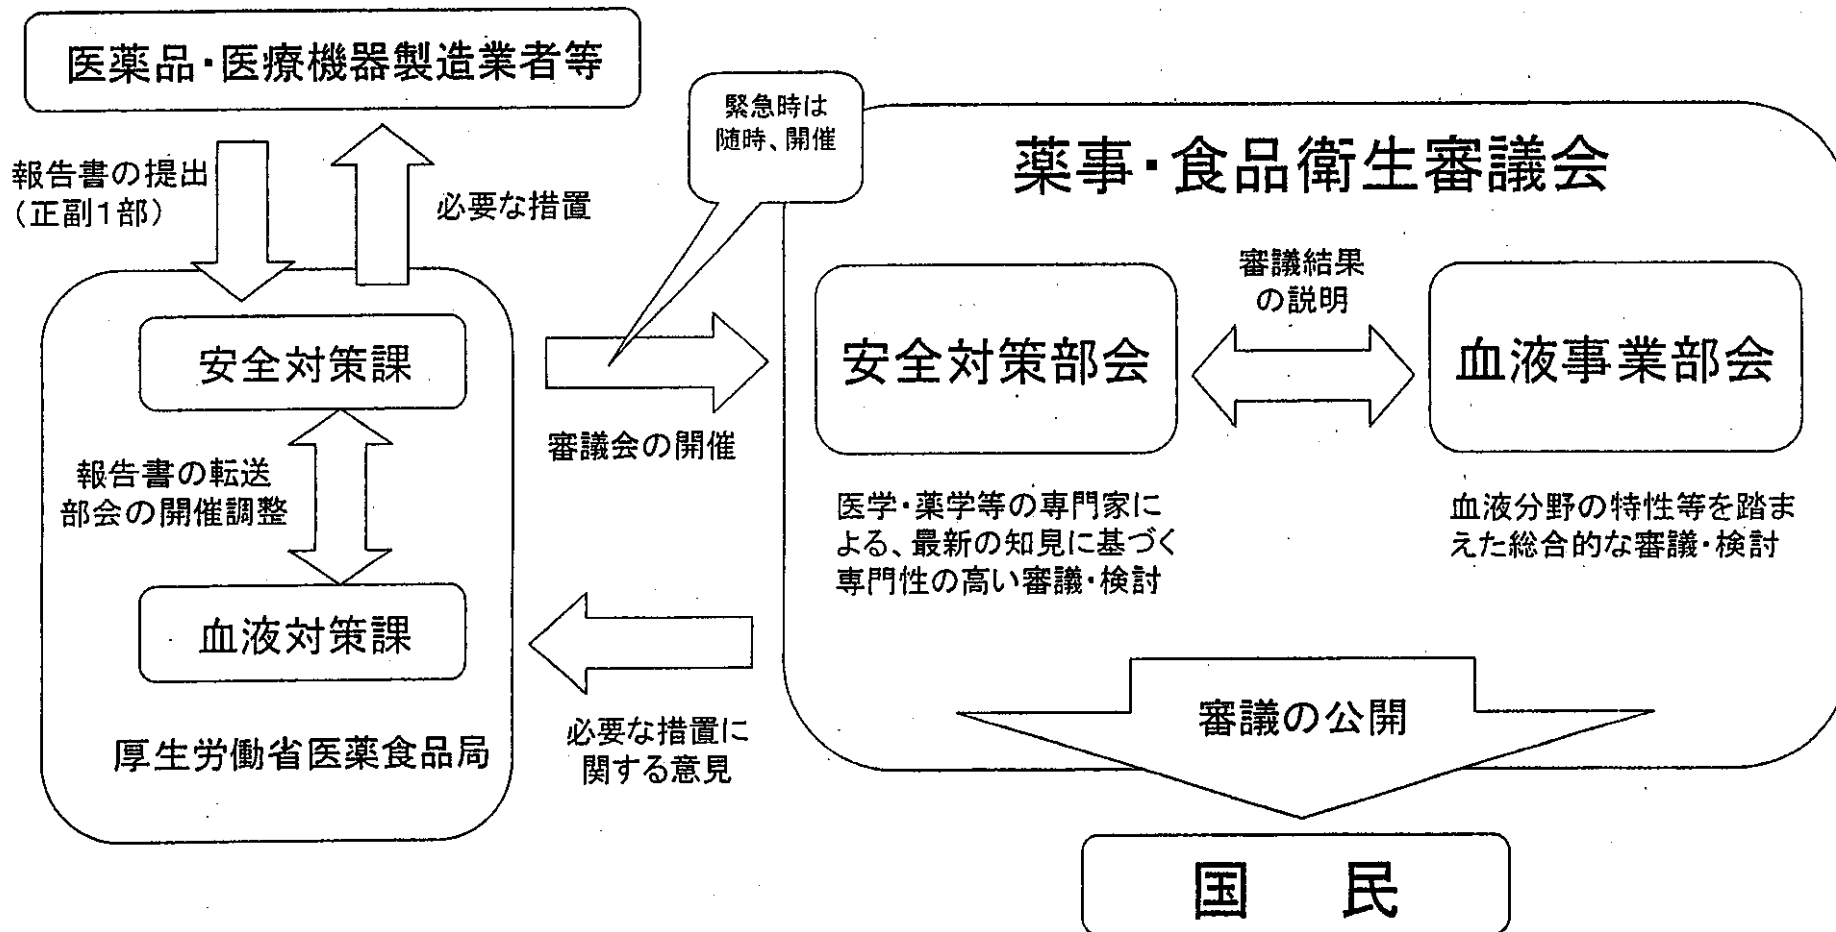 医薬品・医療機器製造業者等
緊急時は
随時、開催
報告書の提出
（正副1部）
必要な措置
薬事・食品衛生審議会
安全対策課
報告書の転送
部会の開催調整
血液対策課
厚生労働省医薬食品局
審議会の開催
安全対策部会
審議結果
の説明
血液事業部会
医学・薬学等の専門家に
よる、最新の知見に基づく
専門性の高い審議・検討
血液分野の特性等を踏ま
えた総合的な審議・検討
必要な措置に
関する意見
審議の公開
国　民